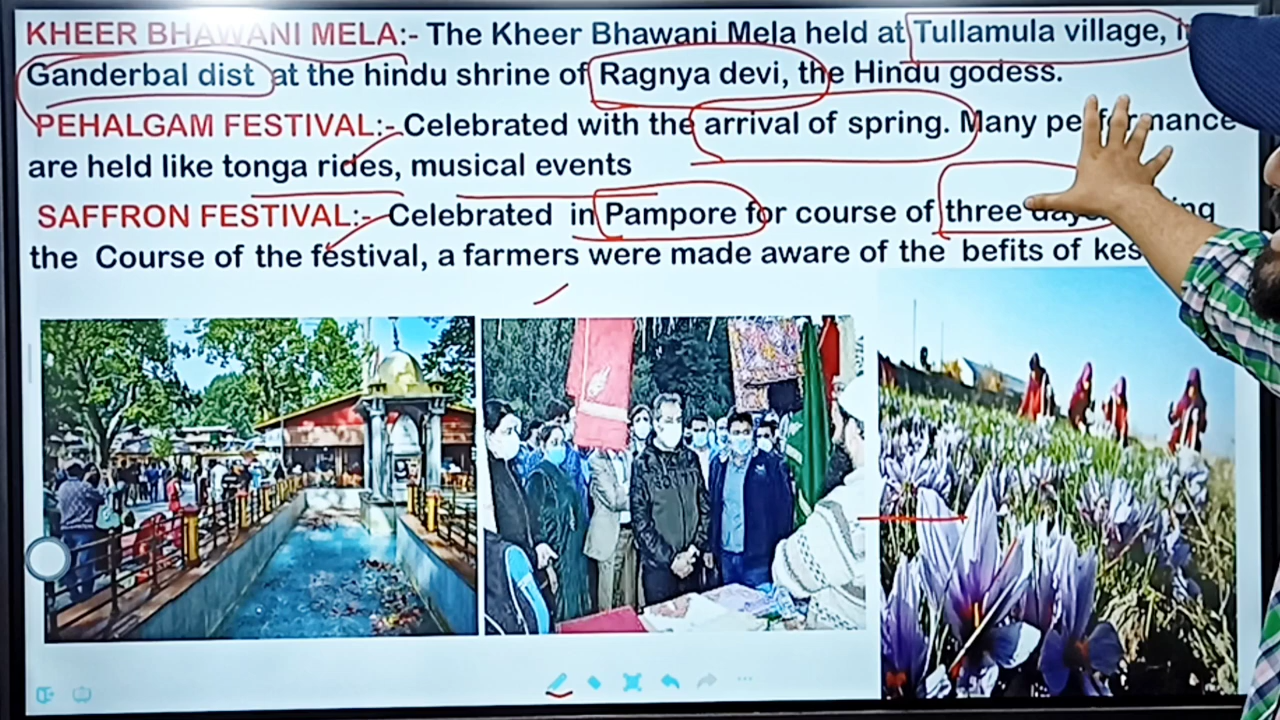 KHEER BHAWANI MELA:- The Kheer Bhawani Mela held at Tullamula village,
Ganderbal dist at the hindu shrine of Ragnya devi, the Hindu godess.
PEHALGAM FESTIVAL:- Celebrated with the arrival of spring. Many performance
are held like tonga rides, musical events
SAFFRON FESTIVAL:- Celebrated in Pampore for course of three days
the Course of the festival, a farmers were made aware of the befits of